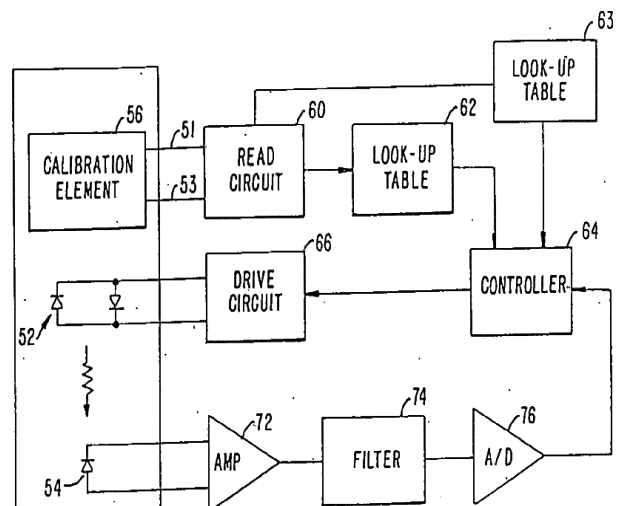 63
LOOK-UP
TABLE
56
51
60
62
CALIBRATION
ELEMENT
53
READ
CIRCUIT
LOOK-UP
TABLE
66
64
DRIVE
CIRCUIT
CONTROLLER
52
72
74
76
54
AMP
FILTER
A/D